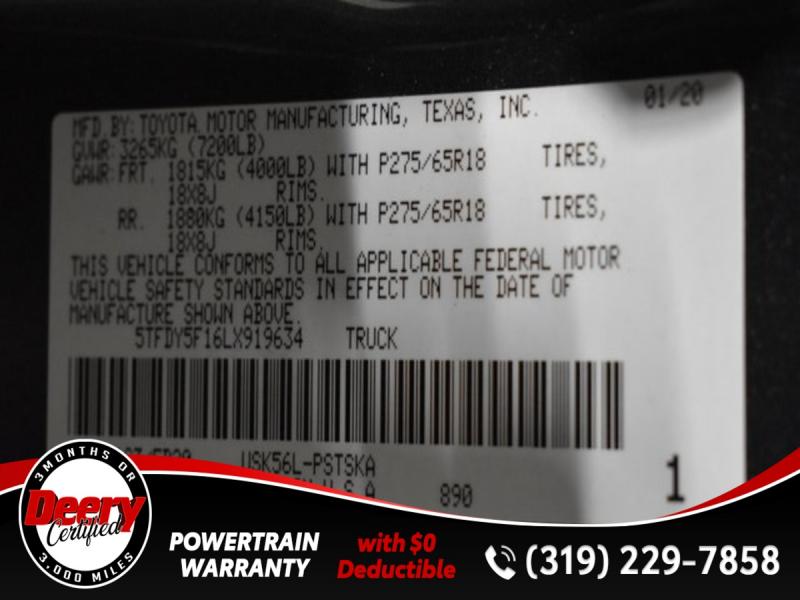 01/20
MFD.BY:TOYOTA MOTOR MANUFACTURING, TEXAS, INC.
GVWR:3265KG (7200LB)
GAWR:FRT. 1815KG (4000LB) WITH P275/65R18 TIRES,
18X8J RIMS.
RR. 1880KG (4150LB) WITH P275/65R18 TIRES,
18X8J RIMS.
THIS VEHICLE CONFORMS TO ALL APPLICABLE FEDERAL MOTOR
VEHICLE SAFETY STANDARDS IN EFFECT ON THE DATE OF
MANUFACTURE SHOWN ABOVE.
5TFDY5F16LX919634 TRUCK
USK56L-PSTSKA
U.S.A 890 1
3 MONTHS OR
Deery
Certified
3,000 MILES
POWERTRAIN
WARRANTY
with $0
Deductible
(319) 229-7858